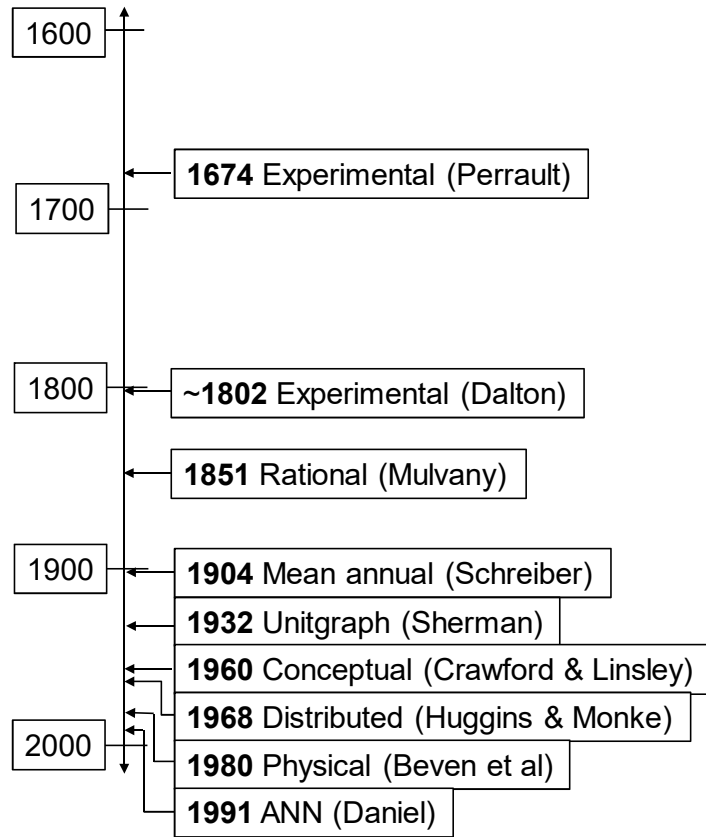 1600
1674 Experimental (Perrault)
1700
1800
~1802 Experimental (Dalton)
1851 Rational (Mulvany)
1900
1904 Mean annual (Schreiber)
1932 Unitgraph (Sherman)
1960 Conceptual (Crawford & Linsley)
1968 Distributed (Huggins & Monke)
2000
1980 Physical (Beven et al)
1991 ANN (Daniel)